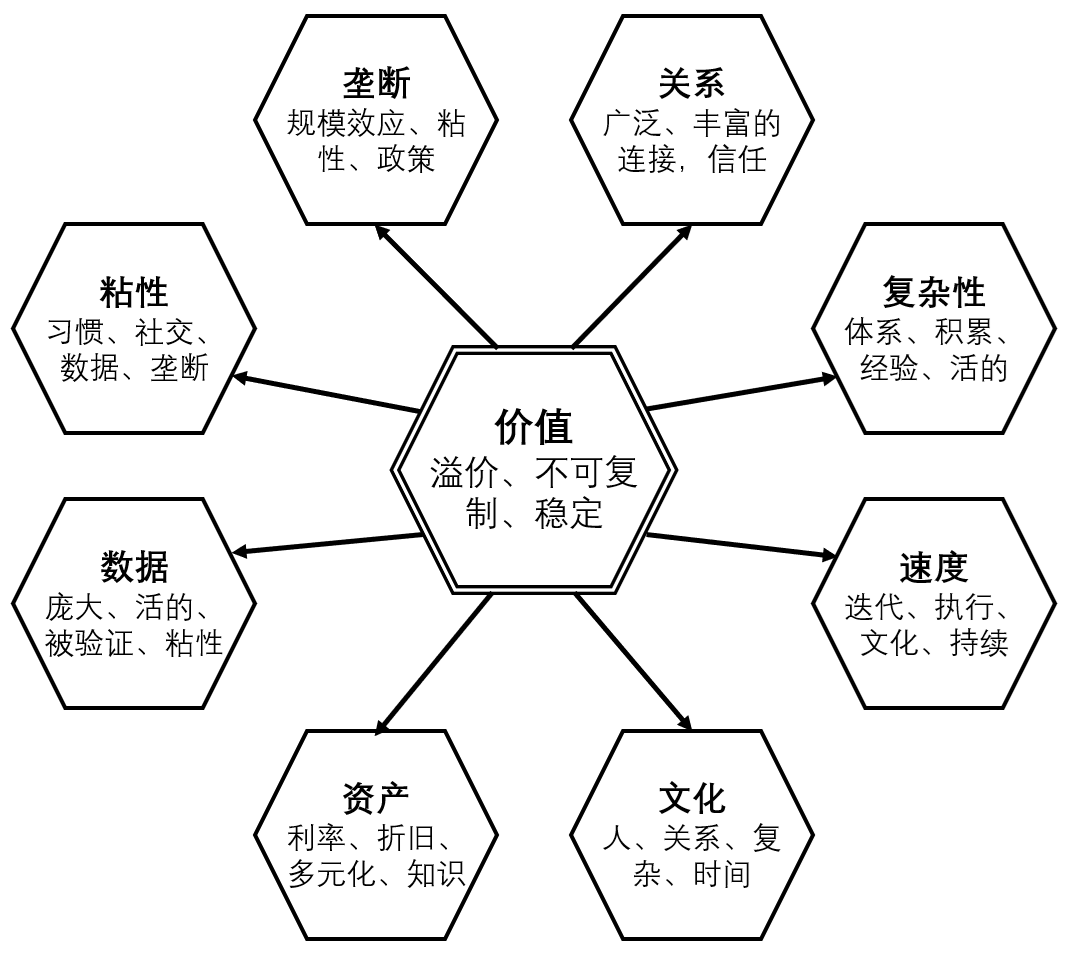 垄断
规模效应、粘
性、政策
关系
广泛、丰富的
连接，信任
粘性
习惯、社交、
数据、垄断
复杂性
体系、积累、
经验、活的
价值
溢价、不可复
制、稳定
数据
庞大、活的、
被验证、粘性
速度
迭代、执行、
文化、持续
资产
利率、折旧、
多元化、知识
文化
人、关系、复
杂、时间